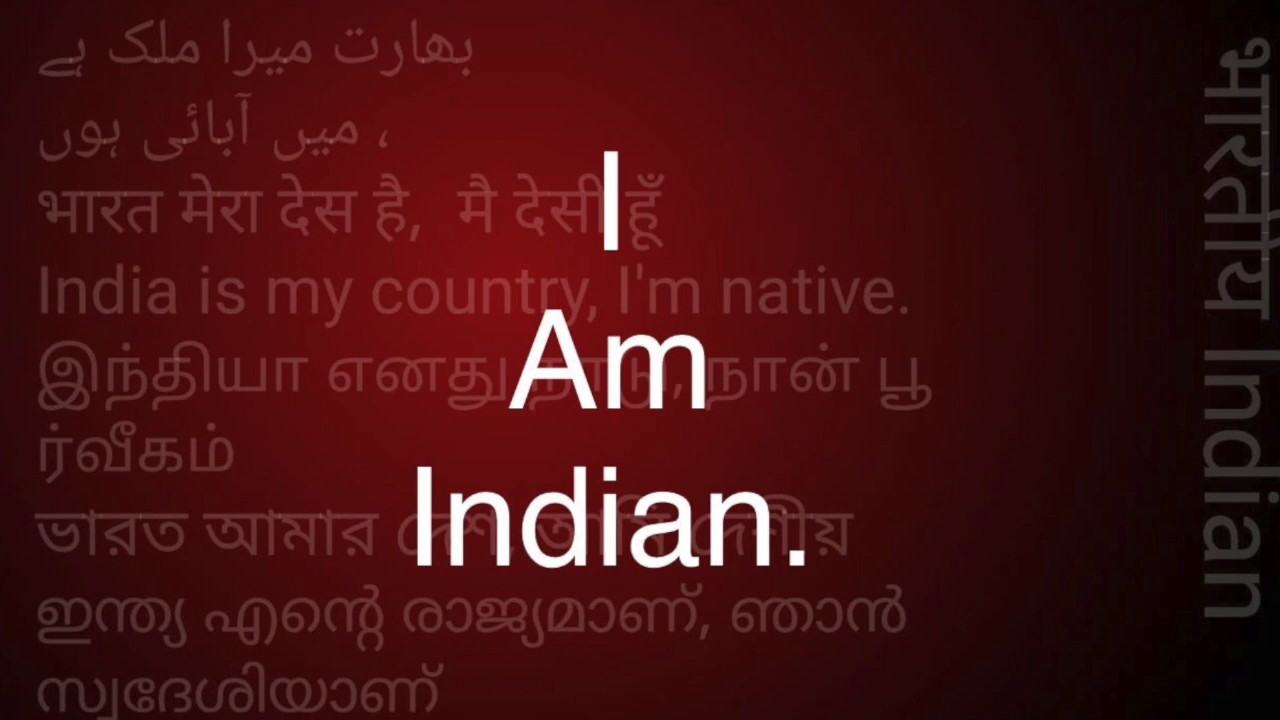 بھارت میرا ملک ہے
، میں آبائی ہوں
भारत मेरा देस है, मै देसी हूँ
India is my country, I'm native.
இந்தியா எனது நாடு, நான் பூ
ர்வீகம்
ভারত আমার দেশ, আমি দেশীয়
ഇന്ത്യ എന്റെ രാജ്യമാണ്, ഞാൻ
സ്വദേശിയാണ്
I
Am
Indian.
भारतीय Indian